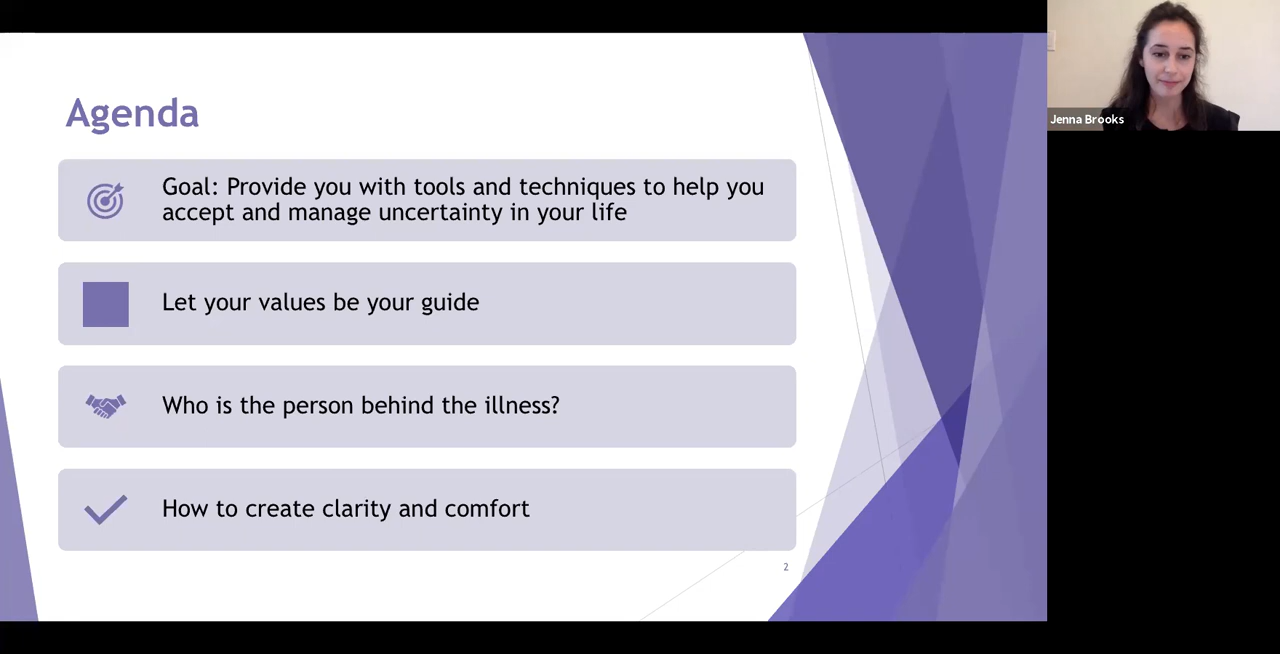 Agenda
Goal: Provide you with tools and techniques to help you
accept and manage uncertainty in your life
Let your values be your guide
Who is the person behind the illness?
How to create clarity and comfort
2
Jenna Brooks